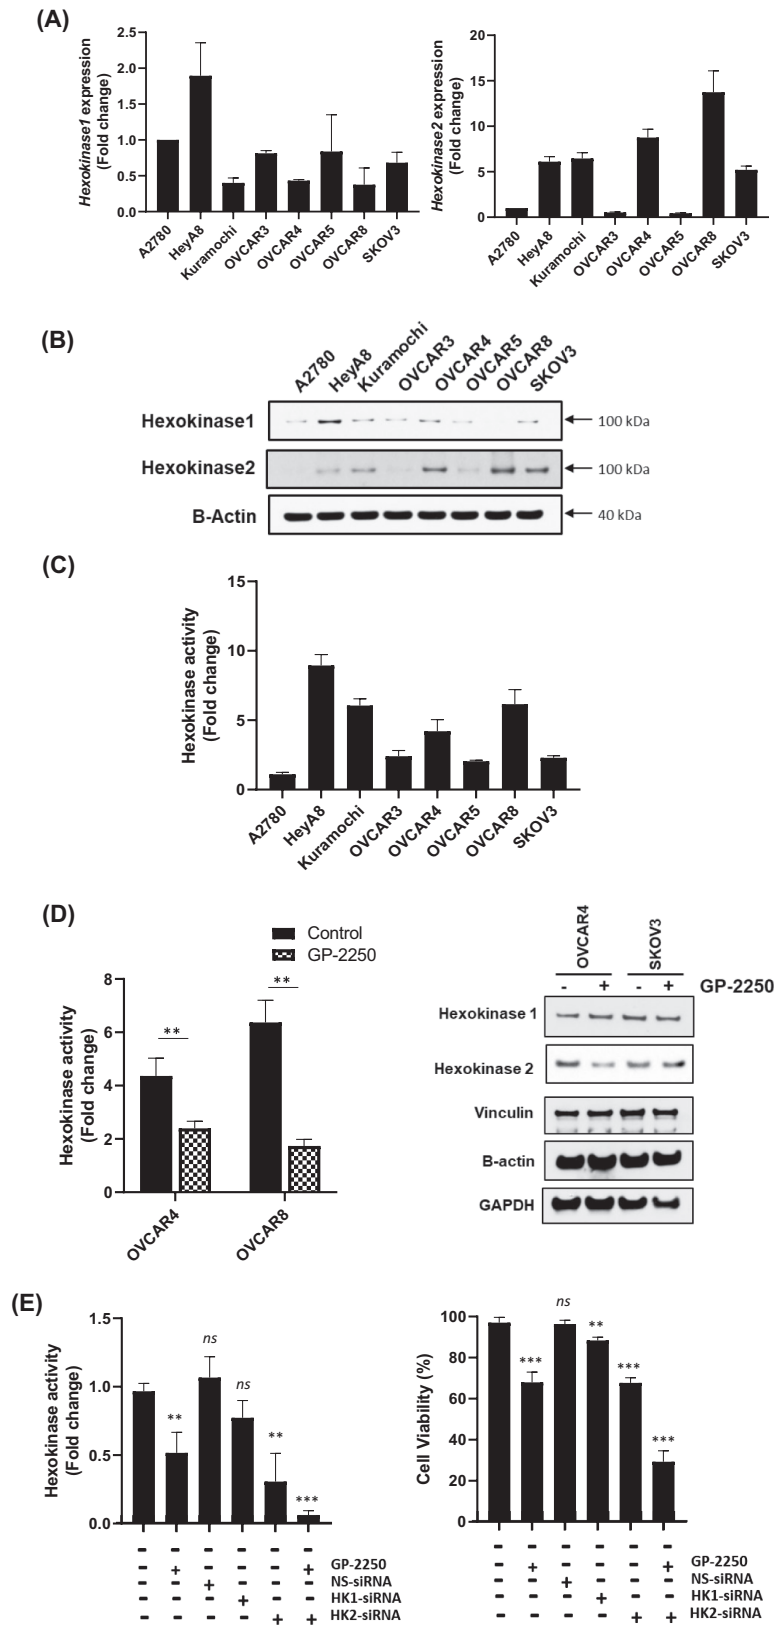 (A)
Hexokinase1 expression
(Fold change)
2.5
2.0
1.5
1.0
0.5
0.0
A2780
HeyA8
Kuramochi
OVCAR3
OVCAR4
OVCAR5
OVCAR8
SKOV3
Hexokinase2 expression
(Fold change)
20
15
10
5
0
A2780
HeyA8
Kuramochi
OVCAR3
OVCAR4
OVCAR5
OVCAR8
SKOV3
(B)
A2780
HeyA8
Kuramochi
OVCAR3
OVCAR4
OVCAR5
OVCAR8
SKOV3
Hexokinase1
100 kDa
Hexokinase2
100 kDa
B-Actin
40 kDa
(C)
Hexokinase activity
(Fold change)
15
10
5
0
A2780
HeyA8
Kuramochi
OVCAR3
OVCAR4
OVCAR5
OVCAR8
SKOV3
(D)
Control
GP-2250
Hexokinase activity
(Fold change)
8
6
4
2
0
**
**
OVCAR4
OVCAR8
OVCAR4
SKOV3
- + - + GP-2250
Hexokinase 1
Hexokinase 2
Vinculin
B-actin
GAPDH
(E)
Hexokinase activity
(Fold change)
1.5
1.0
0.5
0.0
**
ns
ns
**
***
- - - - - -
- + - - - + GP-2250
- - + - - - NS-siRNA
- - - + - - HK1-siRNA
- - - - + + HK2-siRNA
Cell Viability (%)
100
80
60
40
20
0
***
ns
**
***
***
- - - - - -
- + - - - + GP-2250
- - + - - - NS-siRNA
- - - + - - HK1-siRNA
- - - - + + HK2-siRNA